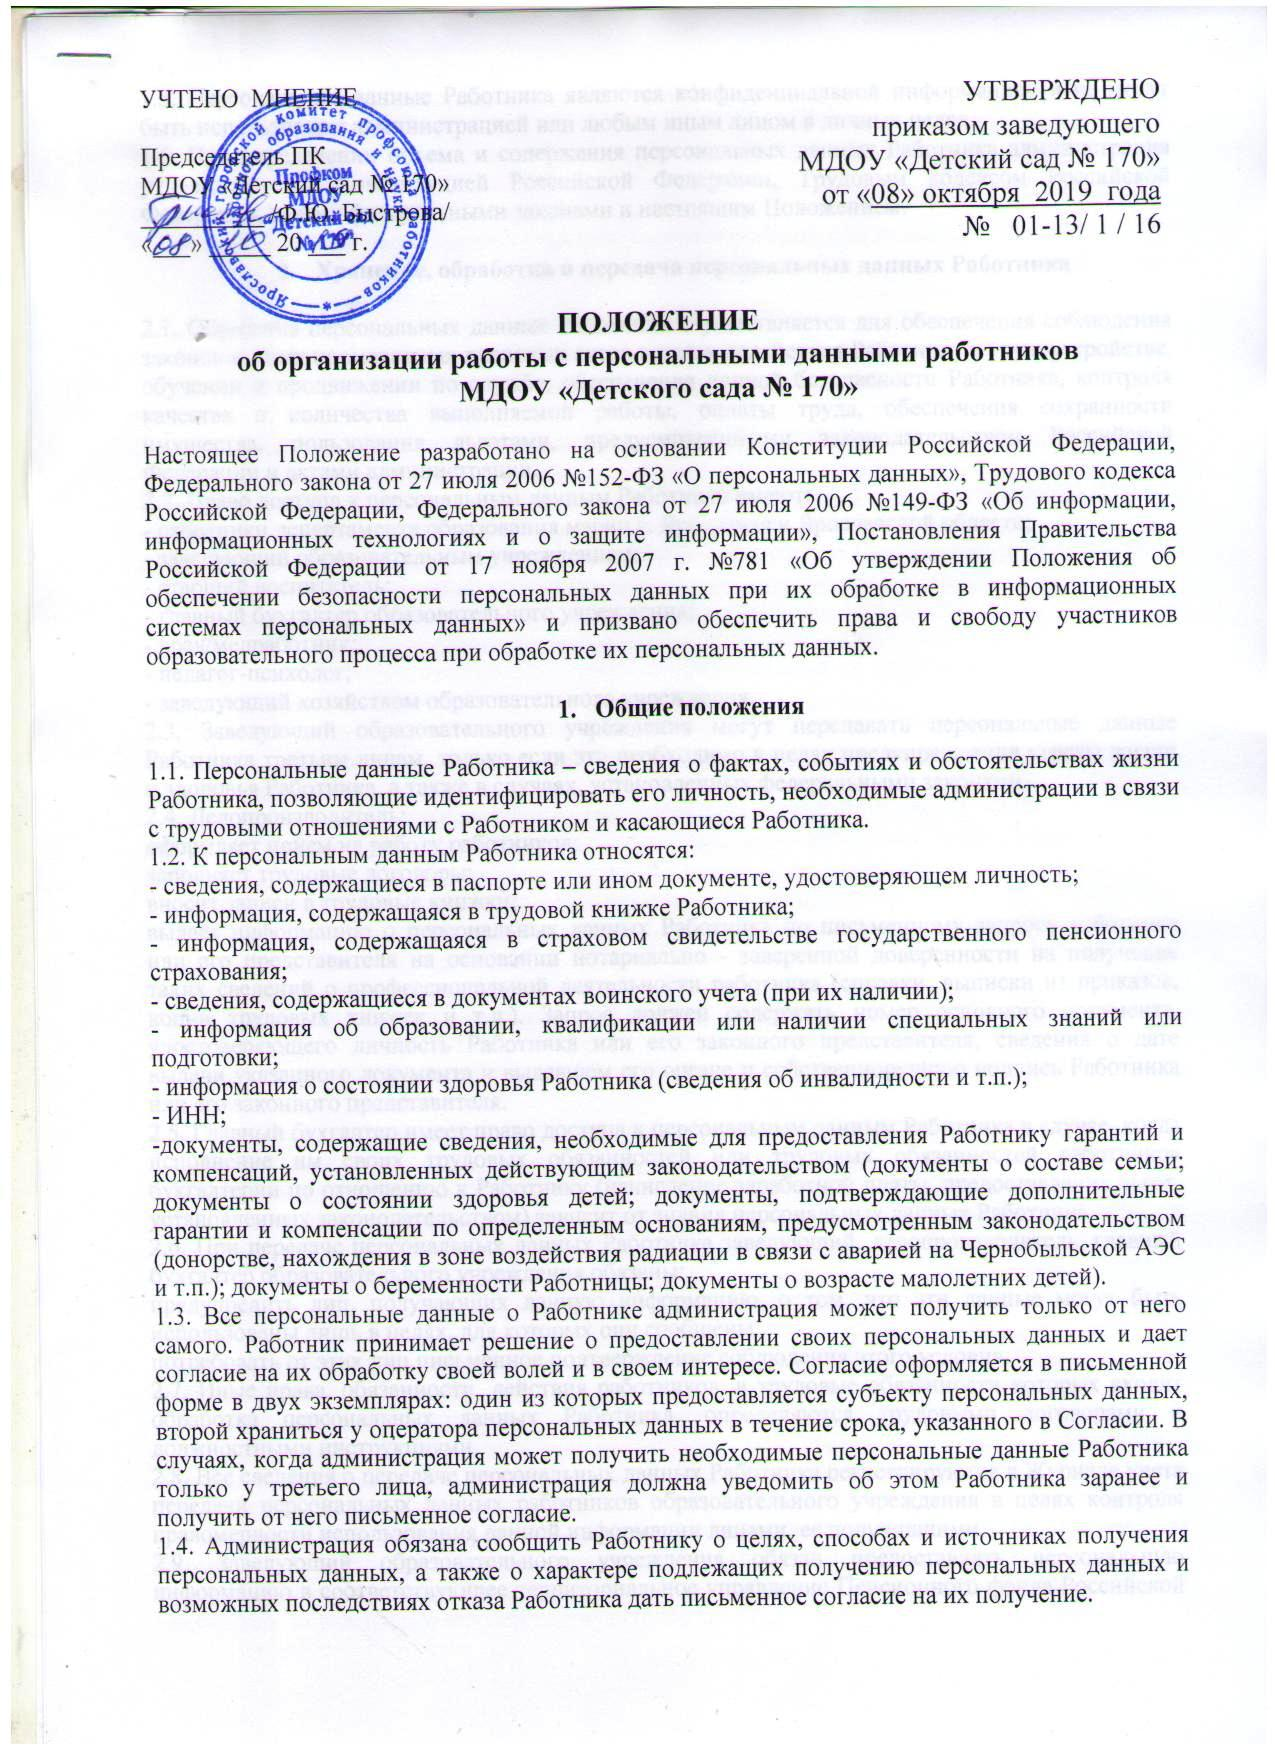 УЧТЕНО МНЕНИЕ
Председатель ПК
МДОУ «Детский сад № 170»
/Ф.Ю. Быстрова/
«08» 10 20 г.
Ярославский городской комитет профсоюза работников
народного образования и науки
Профком
МДОУ
Детский сад
№ 170
УТВЕРЖДЕНО
приказом заведующего
МДОУ «Детский сад № 170»
от «08» октября 2019 года
№ 01-13/ 1 / 16
ПОЛОЖЕНИЕ
об организации работы с персональными данными работников
МДОУ «Детского сада № 170»
Настоящее Положение разработано на основании Конституции Российской Федерации,
Федерального закона от 27 июля 2006 №152-ФЗ «О персональных данных», Трудового кодекса
Российской Федерации, Федерального закона от 27 июля 2006 №149-ФЗ «Об информации,
информационных технологиях и о защите информации», Постановления Правительства
Российской Федерации от 17 ноября 2007 г. №781 «Об утверждении Положения об
обеспечении безопасности персональных данных при их обработке в информационных
системах персональных данных» и призвано обеспечить права и свободу участников
образовательного процесса при обработке их персональных данных.
1. Общие положения
1.1. Персональные данные Работника – сведения о фактах, событиях и обстоятельствах жизни
Работника, позволяющие идентифицировать его личность, необходимые администрации в связи
с трудовыми отношениями с Работником и касающиеся Работника.
1.2. К персональным данным Работника относятся:
- сведения, содержащиеся в паспорте или ином документе, удостоверяющем личность;
- информация, содержащаяся в трудовой книжке Работника;
- информация, содержащаяся в страховом свидетельстве государственного пенсионного
страхования;
- сведения, содержащиеся в документах воинского учета (при их наличии);
- информация об образовании, квалификации или наличии специальных знаний или
подготовки;
- информация о состоянии здоровья Работника (сведения об инвалидности и т.п.);
- ИНН;
-документы, содержащие сведения, необходимые для предоставления Работнику гарантий и
компенсаций, установленных действующим законодательством (документы о составе семьи;
документы о состоянии здоровья детей; документы, подтверждающие дополнительные
гарантии и компенсации по определенным основаниям, предусмотренным законодательством
(донорстве, нахождения в зоне воздействия радиации в связи с аварией на Чернобыльской АЭС
и т.п.); документы о беременности Работницы; документы о возрасте малолетних детей).
1.3. Все персональные данные о Работнике администрация может получить только от него
самого. Работник принимает решение о предоставлении своих персональных данных и дает
согласие на их обработку своей волей и в своем интересе. Согласие оформляется в письменной
форме в двух экземплярах: один из которых предоставляется субъекту персональных данных,
второй храниться у оператора персональных данных в течение срока, указанного в Согласии. В
случаях, когда администрация может получить необходимые персональные данные Работника
только у третьего лица, администрация должна уведомить об этом Работника заранее и
получить от него письменное согласие.
1.4. Администрация обязана сообщить Работнику о целях, способах и источниках получения
персональных данных, а также о характере подлежащих получению персональных данных и
возможных последствиях отказа Работника дать письменное согласие на их получение.